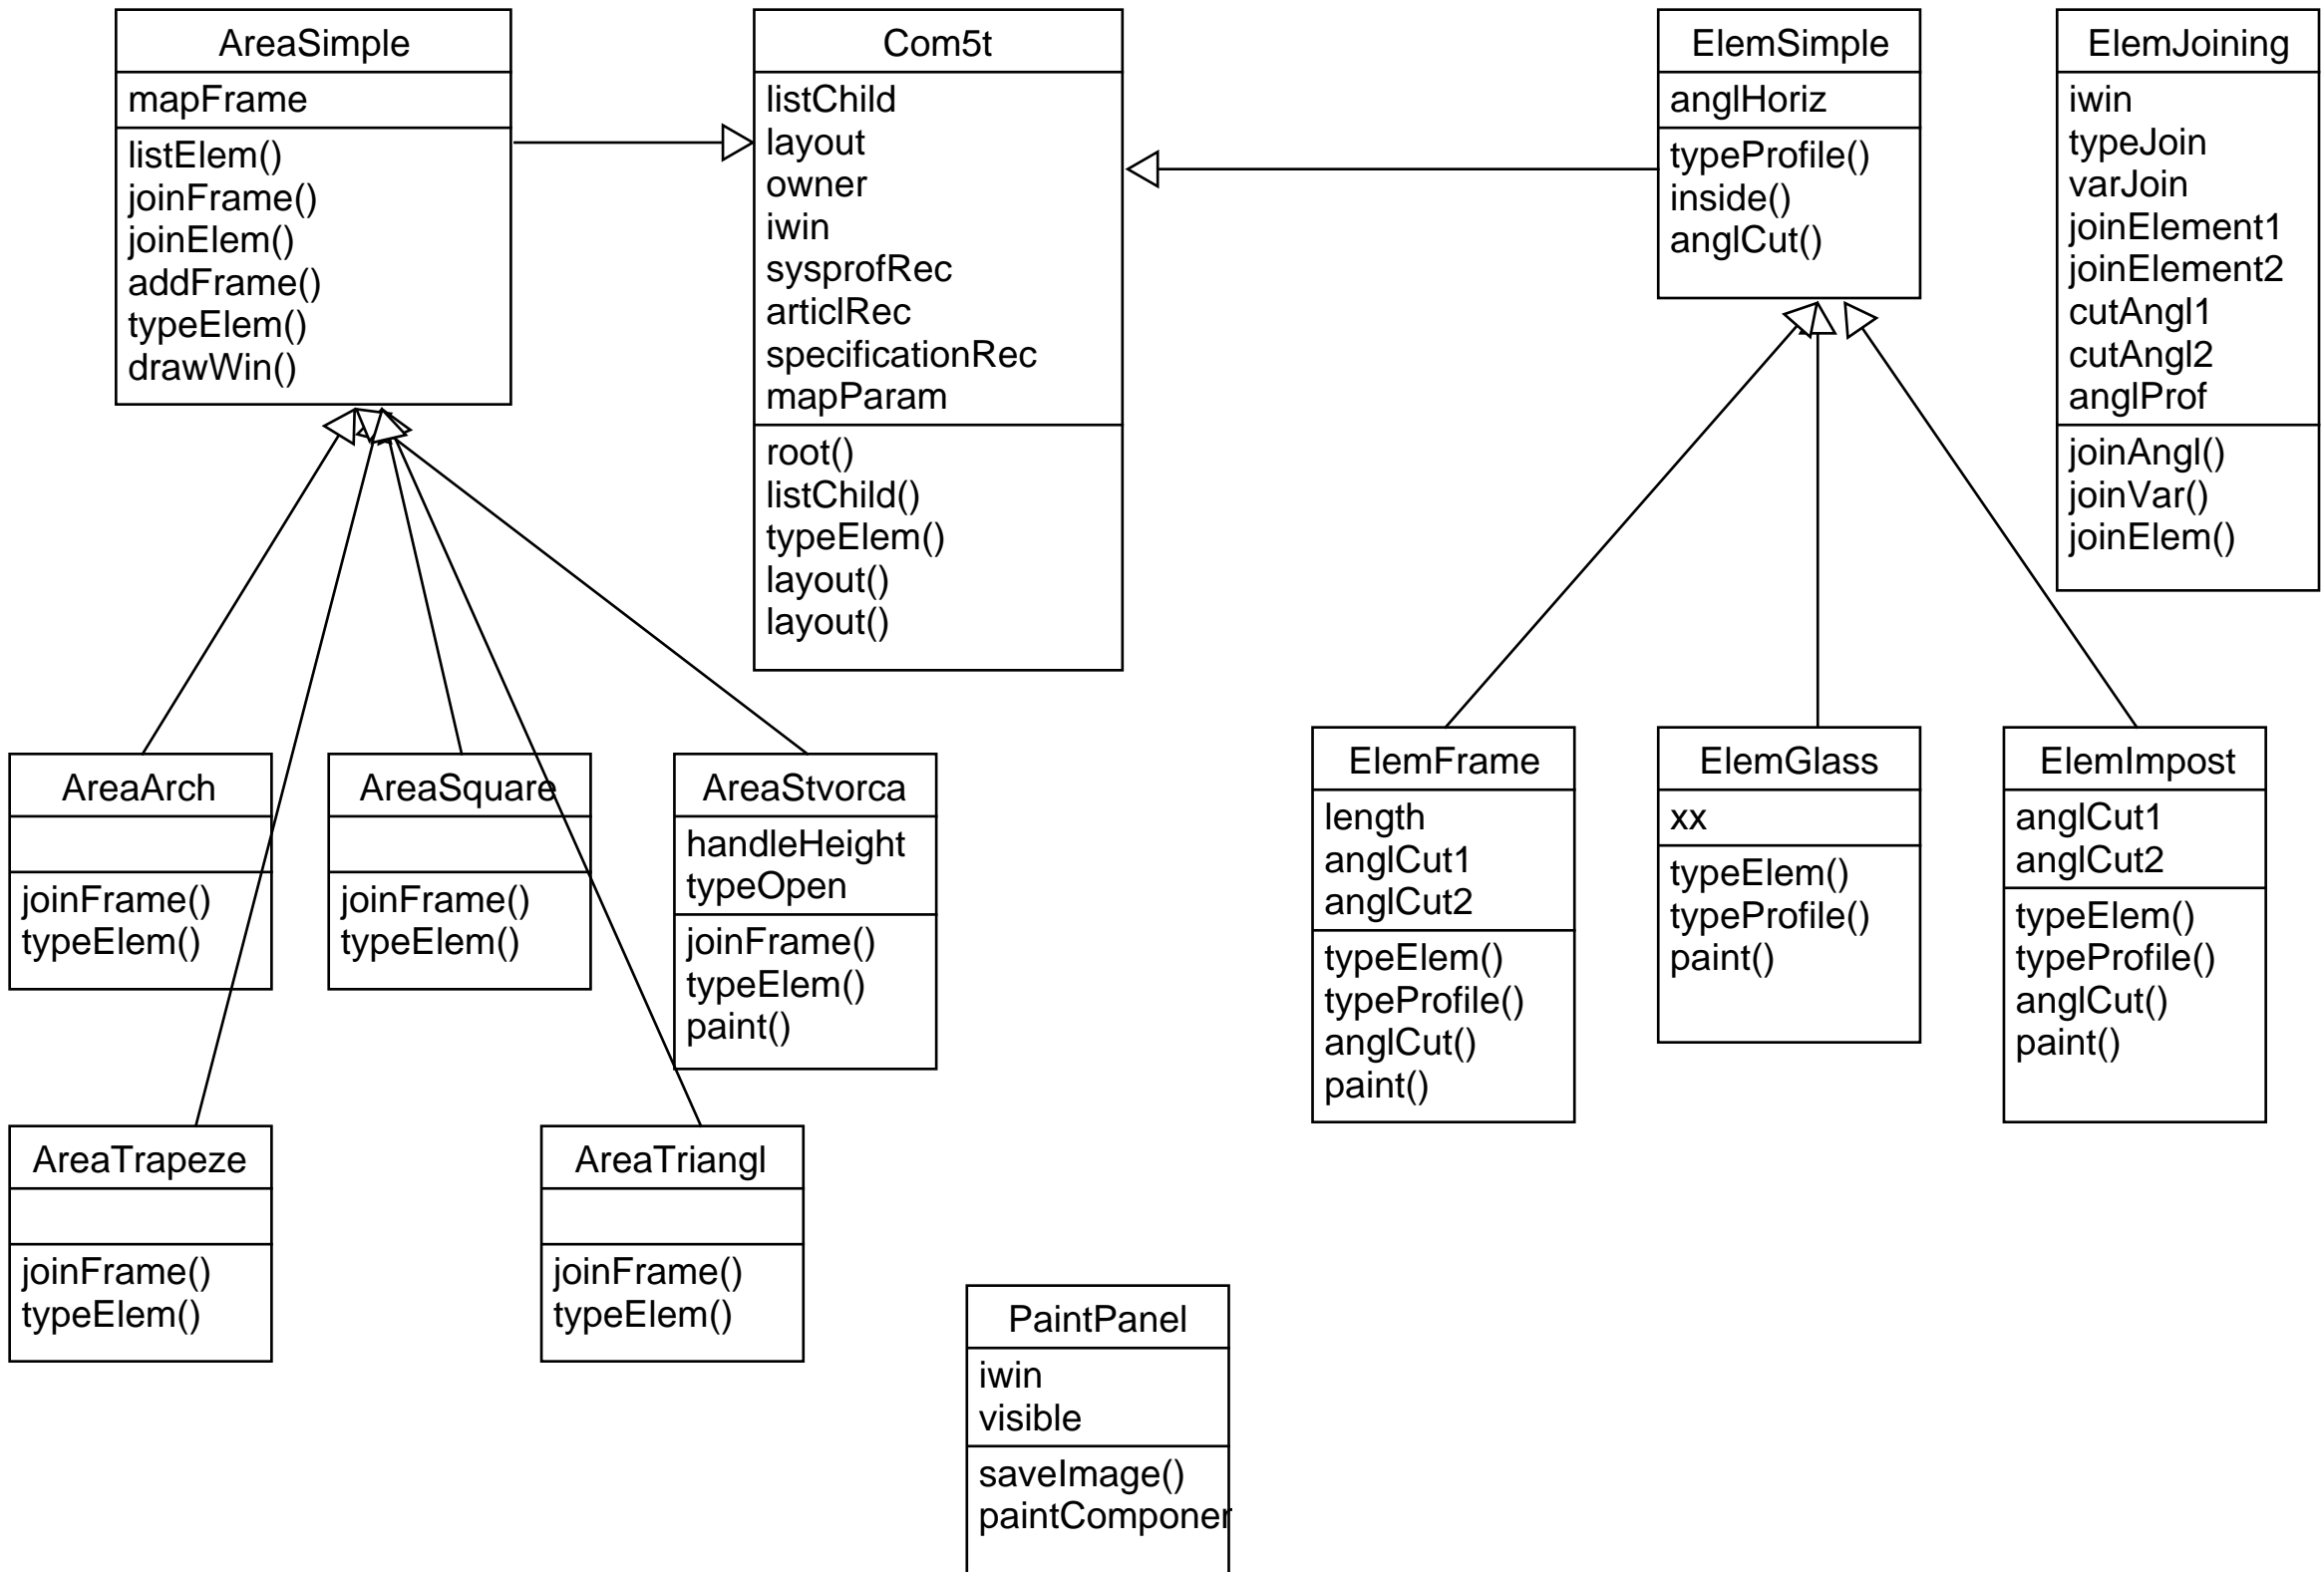 AreaSimple
mapFrame
listElem()
joinFrame()
joinElem()
addFrame()
typeElem()
drawWin()
Com5t
listChild
layout
owner
iwin
sysprofRec
articlRec
specificationRec
mapParam
root()
listChild()
typeElem()
layout()
layout()
ElemSimple
anglHoriz
typeProfile()
inside()
anglCut()
ElemJoining
iwin
typeJoin
varJoin
joinElement1
joinElement2
cutAngl1
cutAngl2
anglProf
joinAngl()
joinVar()
joinElem()
AreaArch
joinFrame()
typeElem()
AreaSquare
joinFrame()
typeElem()
AreaStvorca
handleHeight
typeOpen
joinFrame()
typeElem()
paint()
ElemFrame
length
anglCut1
anglCut2
typeElem()
typeProfile()
anglCut()
paint()
ElemGlass
xx
typeElem()
typeProfile()
paint()
ElemImpost
anglCut1
anglCut2
typeElem()
typeProfile()
anglCut()
paint()
AreaTrapeze
joinFrame()
typeElem()
AreaTriangl
joinFrame()
typeElem()
PaintPanel
iwin
visible
saveImage()